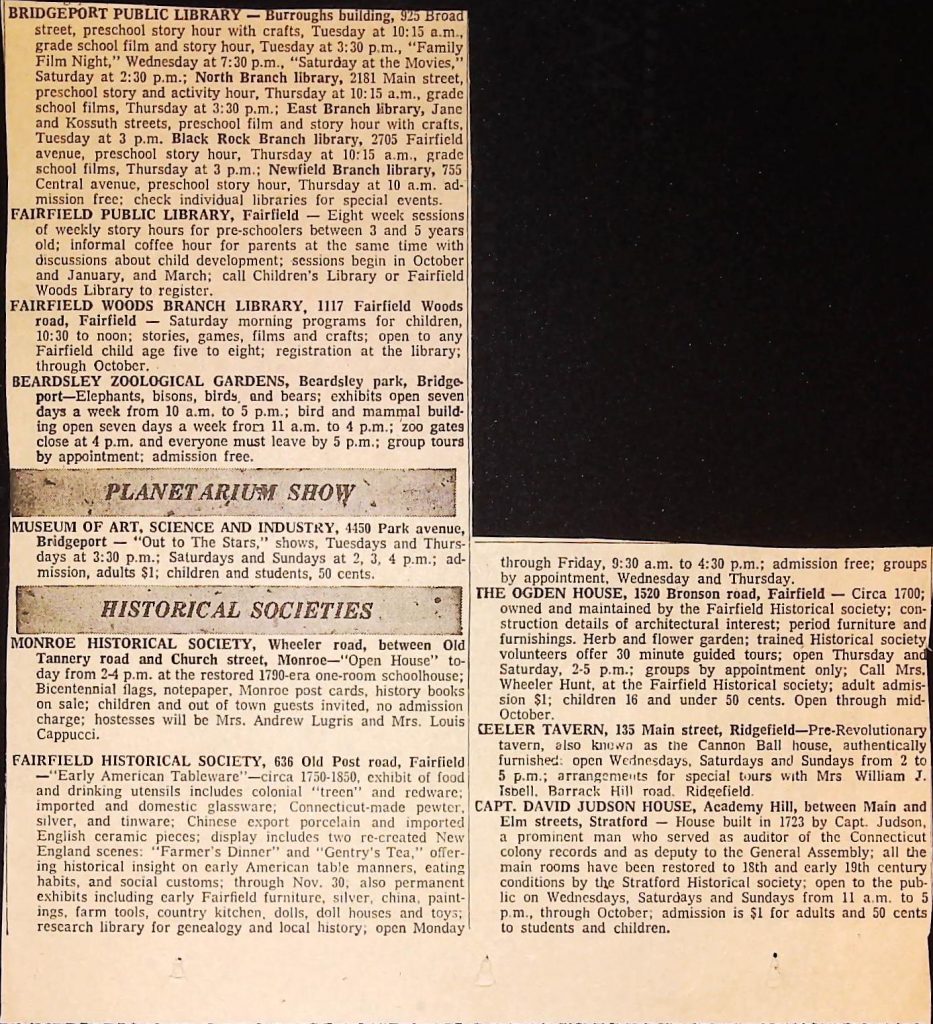 BRIDGEPORT PUBLIC LIBRARY — Burroughs building, 925 Broad
street, preschool story hour with crafts, Tuesday at 10:15 a.m.,
grade school film and story hour, Tuesday at 3:30 p.m., “Family
Film Night,” Wednesday at 7:30 p.m., “Saturday at the Movies,”
Saturday at 2:30 p.m.; North Branch library, 2181 Main street,
preschool story and activity hour, Thursday at 10:15 a.m., grade
school films, Thursday at 3:30 p.m.; East Branch library, Jane
and Kossuth streets, preschool film and story hour with crafts,
Tuesday at 3 p.m. Black Rock Branch library, 2705 Fairfield
avenue, preschool story hour, Thursday at 10:15 a.m., grade
school films, Thursday at 3 p.m.; Newfield Branch library, 755
Central avenue, preschool story hour, Thursday at 10 a.m. ad-
mission free; check individual libraries for special events.
FAIRFIELD PUBLIC LIBRARY, Fairfield — Eight week sessions
of weekly story hours for pre-schoolers between 3 and 5 years
old; informal coffee hour for parents at the same time with
discussions about child development; sessions begin in October
and January, and March; call Children's Library or Fairfield
Woods Library to register.
FAIRFIELD WOODS BRANCH LIBRARY, 1117 Fairfield Woods
road, Fairfield — Saturday morning programs for children,
10:30 to noon; stories, games, films and crafts; open to any
Fairfield child age five to eight; registration at the library;
through October.
BEARDSLEY ZOOLOGICAL GARDENS, Beardsley park, Bridge-
port—Elephants, bisons, birds, and bears; exhibits open seven
days a week from 10 a.m. to 5 p.m.; bird and mammal build-
ing open seven days a week from 11 a.m. to 4 p.m.; zoo gates
close at 4 p.m. and everyone must leave by 5 p.m.; group tours
by appointment; admission free.
PLANETARIUM SHOW
MUSEUM OF ART, SCIENCE AND INDUSTRY, 4450 Park avenue,
Bridgeport — “Out to The Stars,” shows, Tuesdays and Thurs-
days at 3:30 p.m.; Saturdays and Sundays at 2, 3, 4 p.m.; ad-
mission, adults $1; children and students, 50 cents.
HISTORICAL SOCIETIES
MONROE HISTORICAL SOCIETY, Wheeler road, between Old
Tannery road and Church street, Monroe—“Open House” to-
day from 2-4 p.m. at the restored 1790-era one-room schoolhouse;
Bicentennial flags, notepaper, Monroe post cards, history books
on sale; children and out of town guests invited, no admission
charge; hostesses will be Mrs. Andrew Lugris and Mrs. Louis
Cappucci.
FAIRFIELD HISTORICAL SOCIETY, 636 Old Post road, Fairfield
—“Early American Tableware”—circa 1750-1850, exhibit of food
and drinking utensils includes colonial “treen” and redware;
imported and domestic glassware; Connecticut-made pewter,
silver, and tinware; Chinese export porcelain and imported
English ceramic pieces; display includes two re-created New
England scenes: “Farmer's Dinner” and “Gentry's Tea,” offer-
ing historical insight on early American table manners, eating
habits, and social customs; through Nov. 30; also permanent
exhibits including early Fairfield furniture, silver, china, paint-
ings, farm tools, country kitchen, dolls, doll houses and toys;
research library for genealogy and local history; open Monday
through Friday, 9:30 a.m. to 4:30 p.m.; admission free; groups
by appointment, Wednesday and Thursday.
THE OGDEN HOUSE, 1520 Bronson road, Fairfield — Circa 1700;
owned and maintained by the Fairfield Historical society; con-
struction details of architectural interest; period furniture and
furnishings. Herb and flower garden; trained Historical society
volunteers offer 30 minute guided tours; open Thursday and
Saturday, 2-5 p.m.; groups by appointment only; Call Mrs.
Wheeler Hunt, at the Fairfield Historical society; adult admis-
sion $1; children 16 and under 50 cents. Open through mid-
October.
KEELER TAVERN, 135 Main street, Ridgefield—Pre-Revolutionary
tavern, also known as the Cannon Ball house, authentically
furnished; open Wednesdays, Saturdays and Sundays from 2 to
5 p.m.; arrangements for special tours with Mrs William J.
Isbell, Barrack Hill road, Ridgefield.
CAPT. DAVID JUDSON HOUSE, Academy Hill, between Main and
Elm streets, Stratford — House built in 1723 by Capt. Judson,
a prominent man who served as auditor of the Connecticut
colony records and as deputy to the General Assembly; all the
main rooms have been restored to 18th and early 19th century
conditions by the Stratford Historical society; open to the pub-
lic on Wednesdays, Saturdays and Sundays from 11 a.m. to 5
p.m., through October; admission is $1 for adults and 50 cents
to students and children.